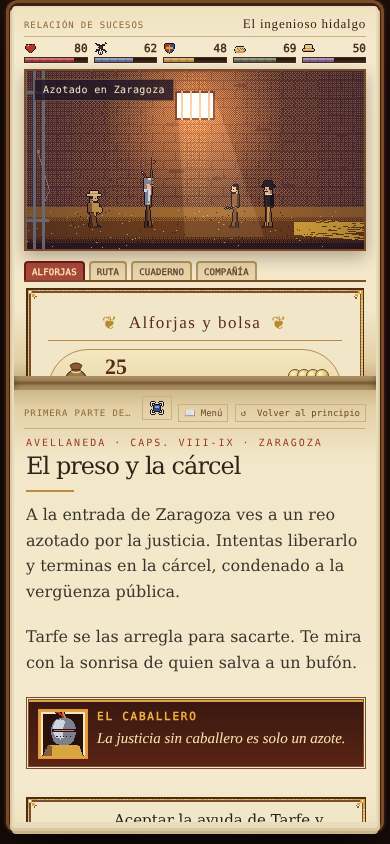 RELACIÓN DE SUCESOS
El ingenioso hidalgo
80 62 48 69 50
Azotado en Zaragoza
ALFORJAS RUTA CUADERNO COMPAÑÍA
❦ Alforjas y bolsa ❦
25
PRIMERA PARTE DE… 📖 Menú ↺ Volver al principio
AVELLANEDA · CAPS. VIII-IX · ZARAGOZA
El preso y la cárcel
A la entrada de Zaragoza ves a un reo
azotado por la justicia. Intentas liberarlo
y terminas en la cárcel, condenado a la
vergüenza pública.
Tarfe se las arregla para sacarte. Te mira
con la sonrisa de quien salva a un bufón.
EL CABALLERO
La justicia sin caballero es solo un azote.
Aceptar la ayuda de Tarfe y